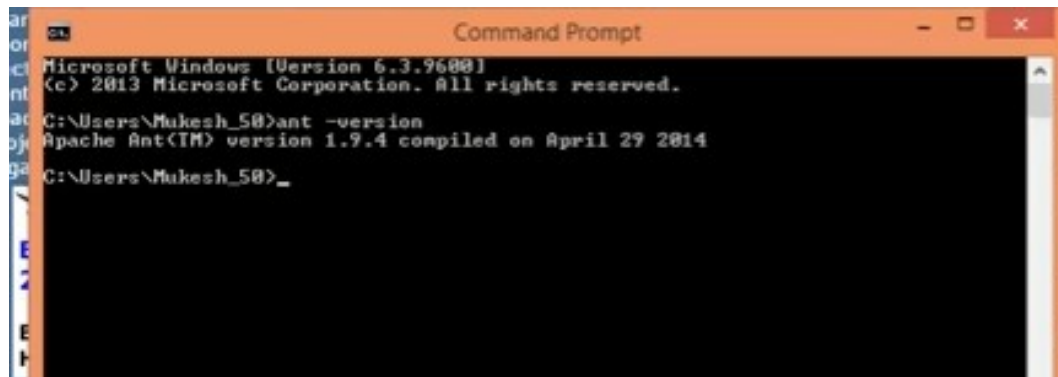 Command Prompt
Microsoft Windows [Version 6.3.9600]
(c) 2013 Microsoft Corporation. All rights reserved.
C:\Users\Mukesh_50>ant -version
Apache Ant(TM) version 1.9.4 compiled on April 29 2014
C:\Users\Mukesh_50>_